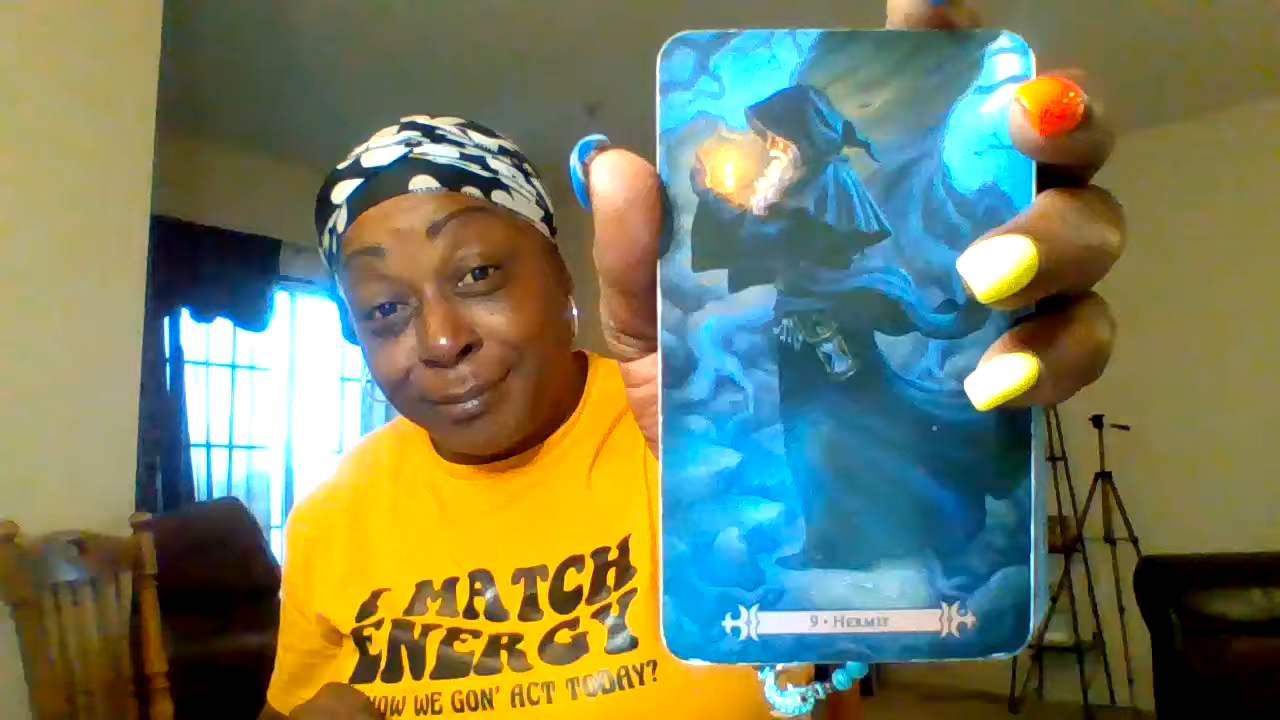 I MATCH
ENERGY
HOW WE GON' ACT TODAY?
9 • HERMIT